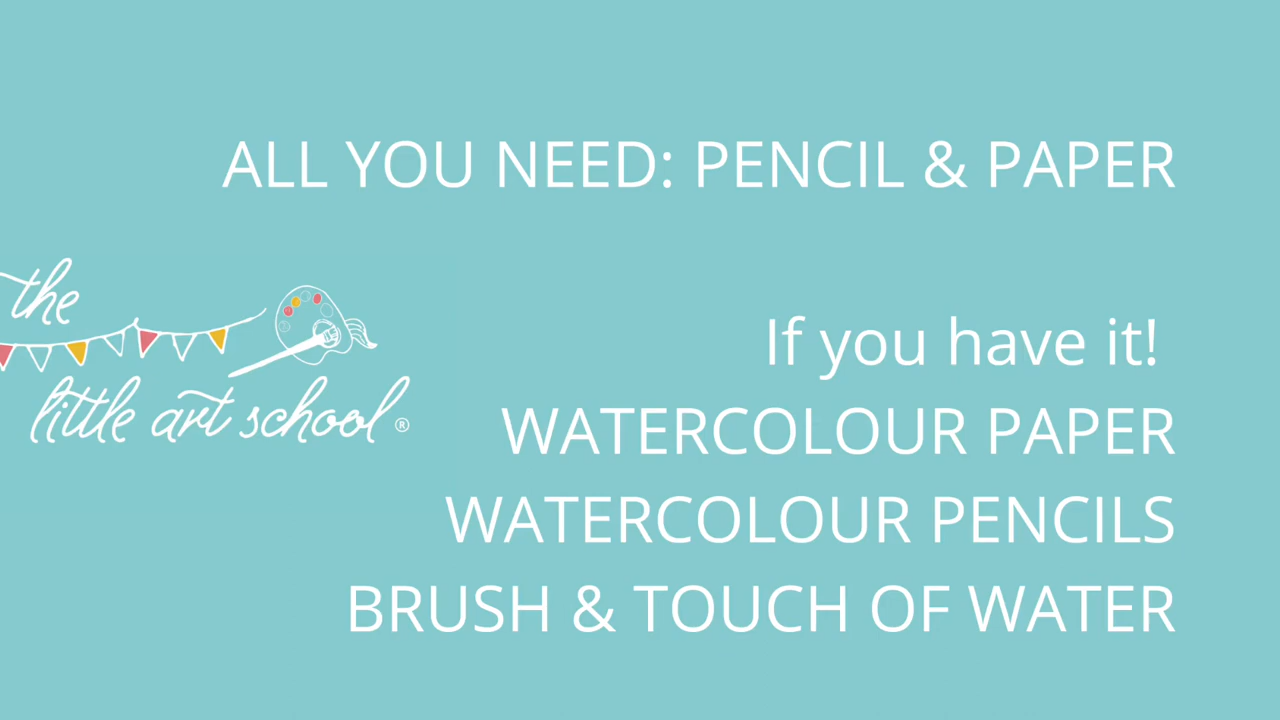 ALL YOU NEED: PENCIL & PAPER
the
little art school®
If you have it!
WATERCOLOUR PAPER
WATERCOLOUR PENCILS
BRUSH & TOUCH OF WATER